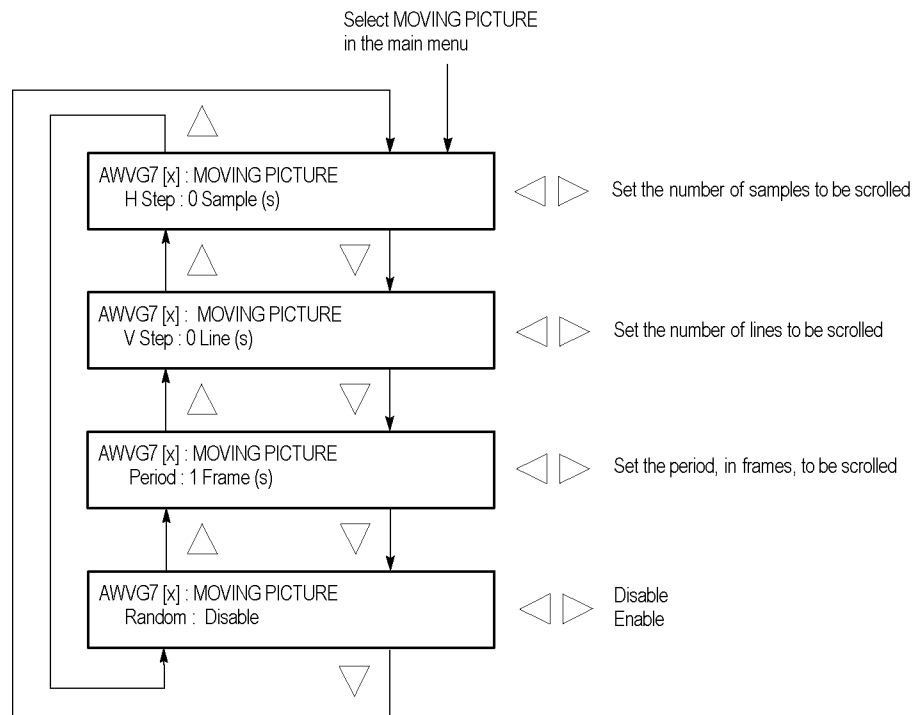 Select MOVING PICTURE
in the main menu
AWVG7 [x] : MOVING PICTURE
H Step : 0 Sample (s)
Set the number of samples to be scrolled
AWVG7 [x] :  MOVING PICTURE
V Step : 0 Line (s)
Set the number of lines to be scrolled
AWVG7 [x] : MOVING PICTURE
Period : 1 Frame (s)
Set the period, in frames, to be scrolled
AWVG7 [x] : MOVING PICTURE
Random :  Disable
Disable
Enable